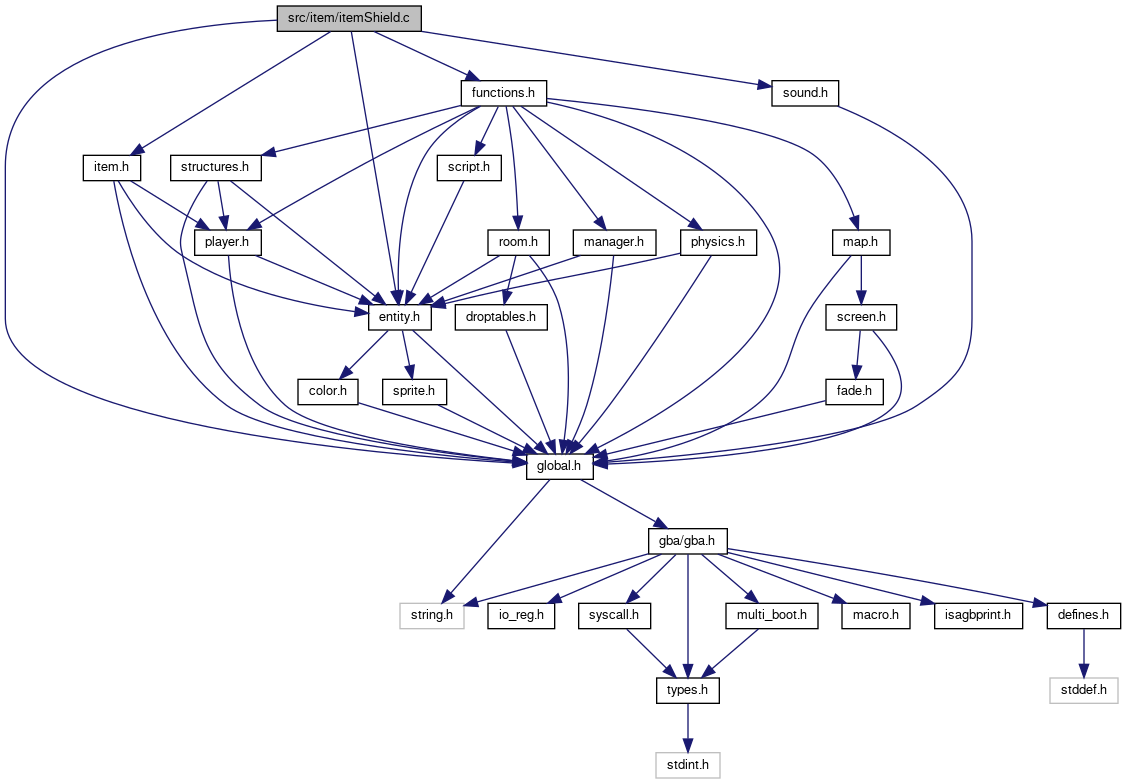 src/item/itemShield.c
functions.h
sound.h
item.h
structures.h
script.h
player.h
room.h
manager.h
physics.h
map.h
entity.h
droptables.h
screen.h
color.h
sprite.h
fade.h
global.h
gba/gba.h
string.h
io_reg.h
syscall.h
multi_boot.h
macro.h
isagbprint.h
defines.h
types.h
stddef.h
stdint.h